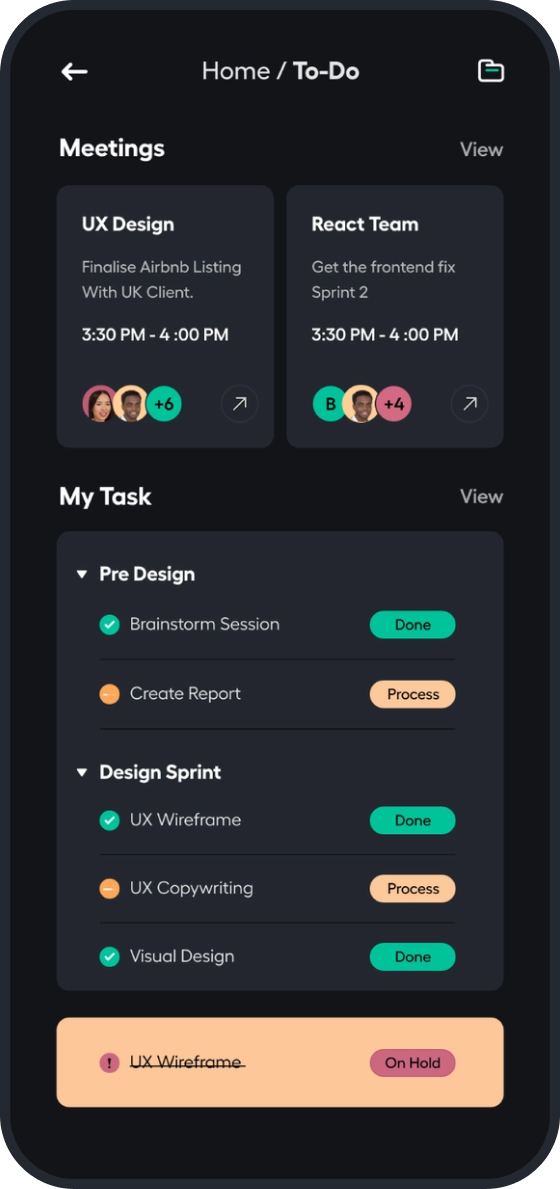 Home / To-Do
Meetings
View
UX Design
Finalise Airbnb Listing
With UK Client.
3:30 PM - 4 :00 PM
+6
React Team
Get the frontend fix
Sprint 2
3:30 PM - 4 :00 PM
B
+4
My Task
View
Pre Design
Brainstorm Session
Done
Create Report
Process
Design Sprint
UX Wireframe
Done
UX Copywriting
Process
Visual Design
Done
! UX Wireframe
On Hold